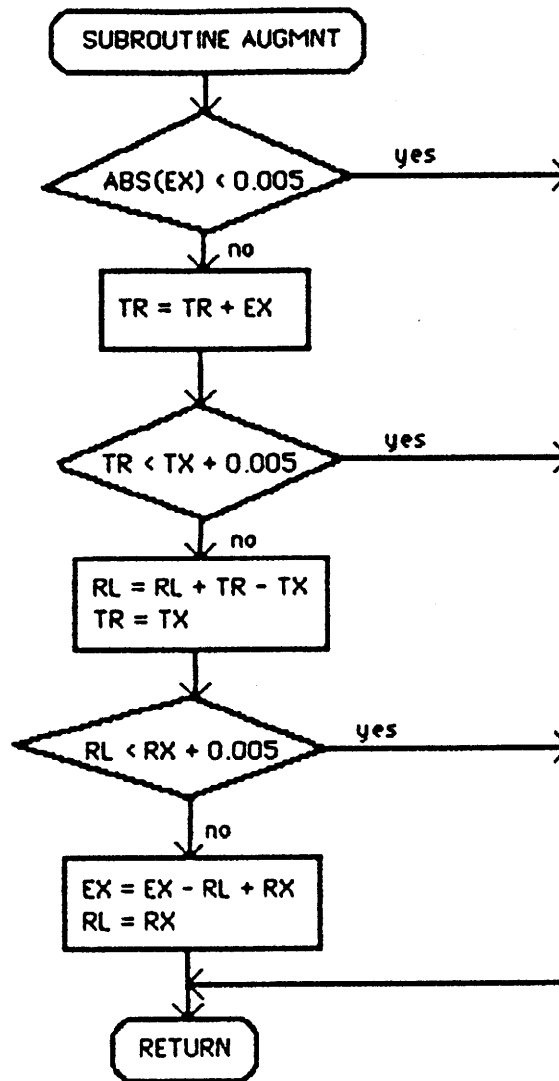 SUBROUTINE AUGMNT
yes
ABS(EX) < 0.005
no
TR = TR + EX
yes
TR < TX + 0.005
no
RL = RL + TR - TX
TR = TX
yes
RL < RX + 0.005
no
EX = EX - RL + RX
RL = RX
RETURN